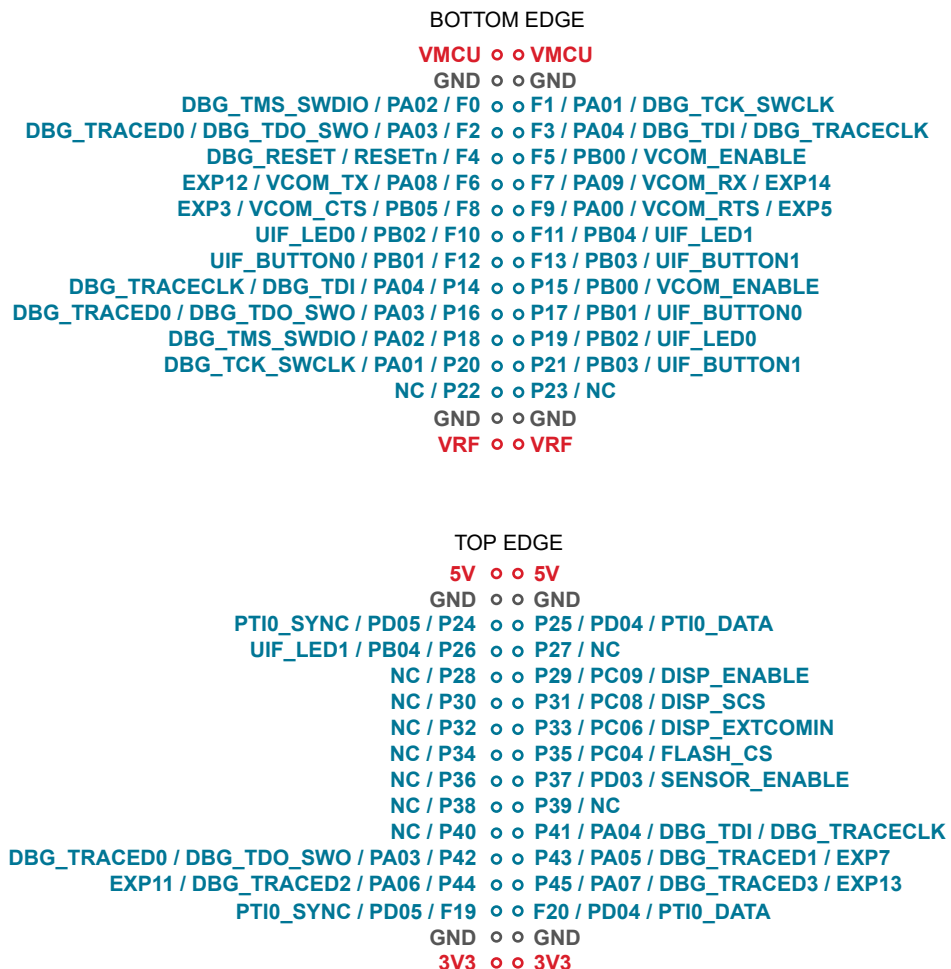 BOTTOM EDGE
VMCU VMCU
GND GND
DBG_TMS_SWDIO / PA02 / F0 F1 / PA01 / DBG_TCK_SWCLK
DBG_TRACED0 / DBG_TDO_SWO / PA03 / F2 F3 / PA04 / DBG_TDI / DBG_TRACECLK
DBG_RESET / RESETn / F4 F5 / PB00 / VCOM_ENABLE
EXP12 / VCOM_TX / PA08 / F6 F7 / PA09 / VCOM_RX / EXP14
EXP3 / VCOM_CTS / PB05 / F8 F9 / PA00 / VCOM_RTS / EXP5
UIF_LED0 / PB02 / F10 F11 / PB04 / UIF_LED1
UIF_BUTTON0 / PB01 / F12 F13 / PB03 / UIF_BUTTON1
DBG_TRACECLK / DBG_TDI / PA04 / P14 P15 / PB00 / VCOM_ENABLE
DBG_TRACED0 / DBG_TDO_SWO / PA03 / P16 P17 / PB01 / UIF_BUTTON0
DBG_TMS_SWDIO / PA02 / P18 P19 / PB02 / UIF_LED0
DBG_TCK_SWCLK / PA01 / P20 P21 / PB03 / UIF_BUTTON1
NC / P22 P23 / NC
GND GND
VRF VRF
TOP EDGE
5V 5V
GND GND
PTI0_SYNC / PD05 / P24 P25 / PD04 / PTI0_DATA
UIF_LED1 / PB04 / P26 P27 / NC
NC / P28 P29 / PC09 / DISP_ENABLE
NC / P30 P31 / PC08 / DISP_SCS
NC / P32 P33 / PC06 / DISP_EXTCOMIN
NC / P34 P35 / PC04 / FLASH_CS
NC / P36 P37 / PD03 / SENSOR_ENABLE
NC / P38 P39 / NC
NC / P40 P41 / PA04 / DBG_TDI / DBG_TRACECLK
DBG_TRACED0 / DBG_TDO_SWO / PA03 / P42 P43 / PA05 / DBG_TRACED1 / EXP7
EXP11 / DBG_TRACED2 / PA06 / P44 P45 / PA07 / DBG_TRACED3 / EXP13
PTI0_SYNC / PD05 / F19 F20 / PD04 / PTI0_DATA
GND GND
3V3 3V3